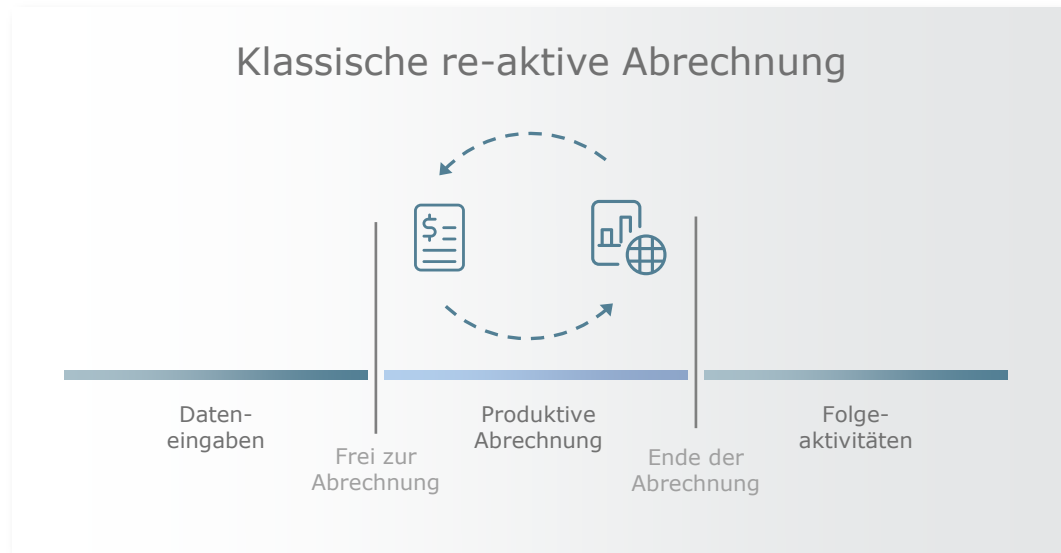 Klassische re-aktive Abrechnung
$
Daten-
eingaben
Frei zur
Abrechnung
Produktive
Abrechnung
Ende der
Abrechnung
Folge-
aktivitäten